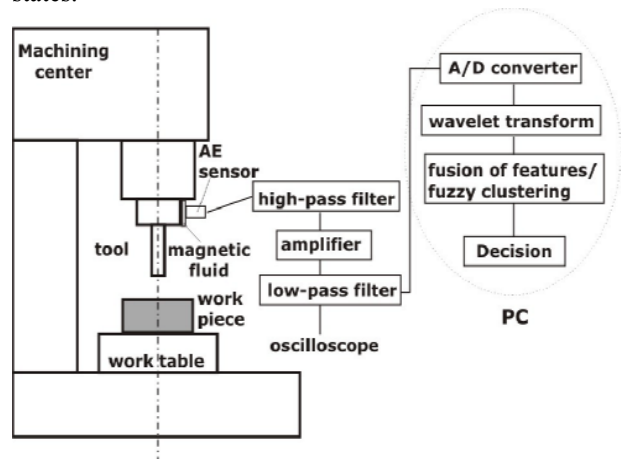 states.
Machining
center
AE
sensor
tool
magnetic
fluid
work
piece
work table
high-pass filter
amplifier
low-pass filter
oscilloscope
A/D converter
wavelet transform
fusion of features/
fuzzy clustering
Decision
PC